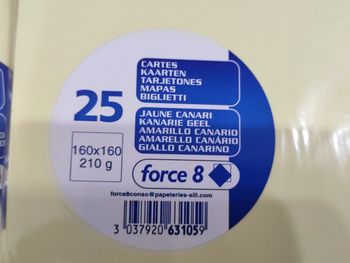 CARTES
KAARTEN
TARJETONES
MAPAS
BIGLIETTI
25
JAUNE CANARI
KANARIE GEEL
AMARILLO CANARIO
AMARELLO CANÁRIO
GIALLO CANARINO
160x160
210 g
force 8
force8conso@papeteries-sill.com
3 037920 631059